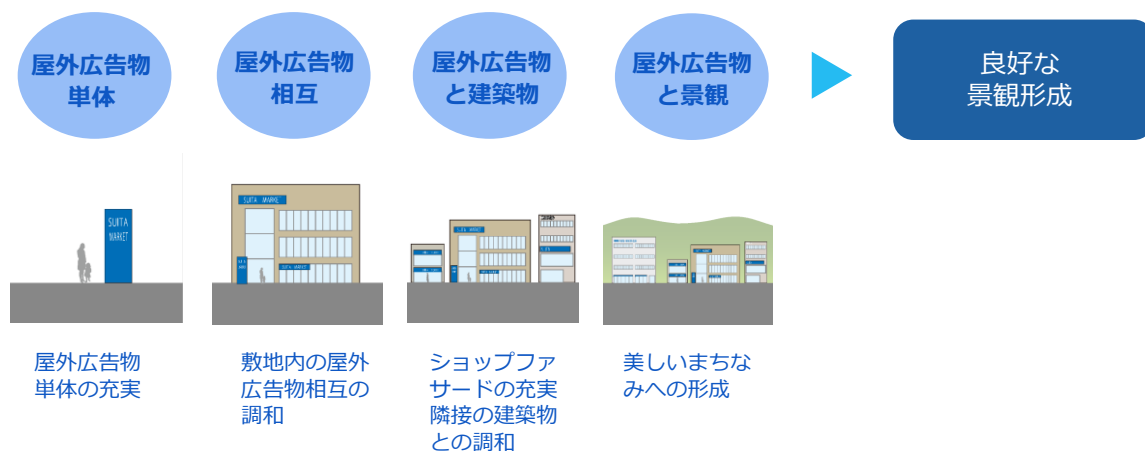 屋外広告物
単体
屋外広告物
相互
屋外広告物
と建築物
屋外広告物
と景観
良好な
景観形成
SUITA
MARKET
SUITA MARKE
SUITA MARKET
屋外広告物
単体の充実
敷地内の屋外
広告物相互の
調和
ショップファ
サードの充実
隣接の建築物
との調和
美しいまちな
みへの形成